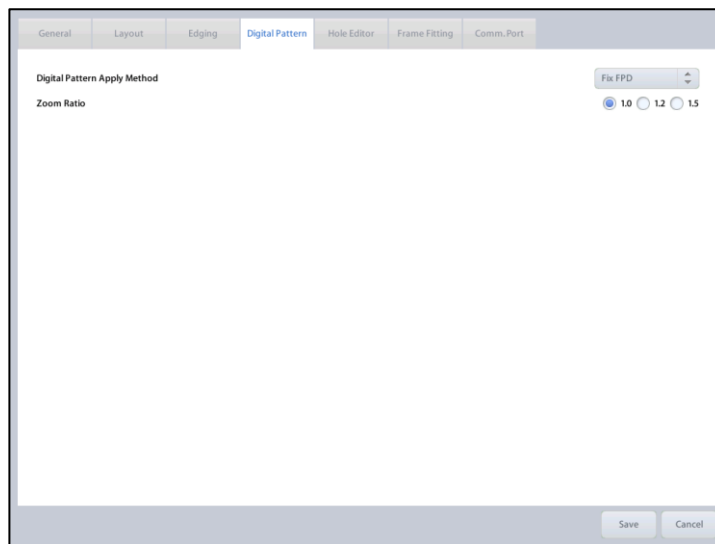 General Layout Edging Digital Pattern Hole Editor Frame Fitting Comm.Port
Digital Pattern Apply Method Fix FPD
Zoom Ratio 1.0 1.2 1.5
Save Cancel